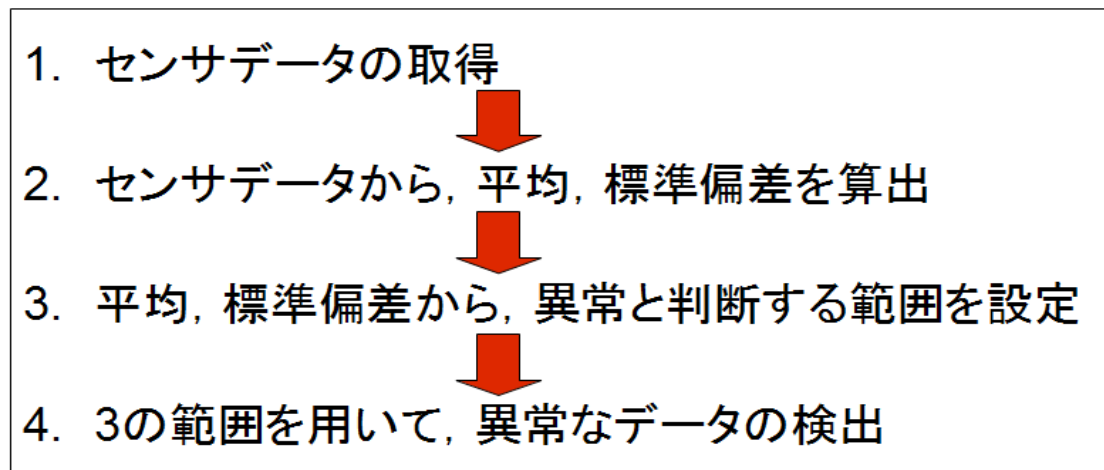 1. センサデータの取得
2. センサデータから, 平均, 標準偏差を算出
3. 平均, 標準偏差から, 異常と判断する範囲を設定
4. 3の範囲を用いて, 異常なデータの検出